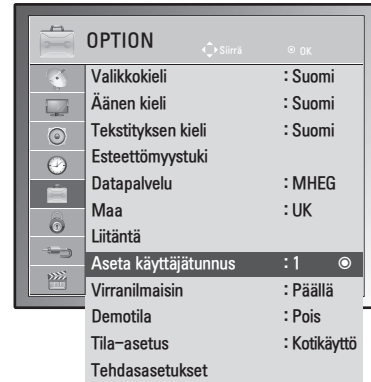 OPTION
Siirrä
OK
Valikkokieli : Suomi
Äänen kieli : Suomi
Tekstityksen kieli : Suomi
Esteettömyystuki
Datapalvelu : MHEG
Maa : UK
Liitäntä
Aseta käyttäjätunnus : 1
Virranilmaisin : Päällä
Demotila : Pois
Tila-asetus : Kotikäyttö
Tehdasasetukset